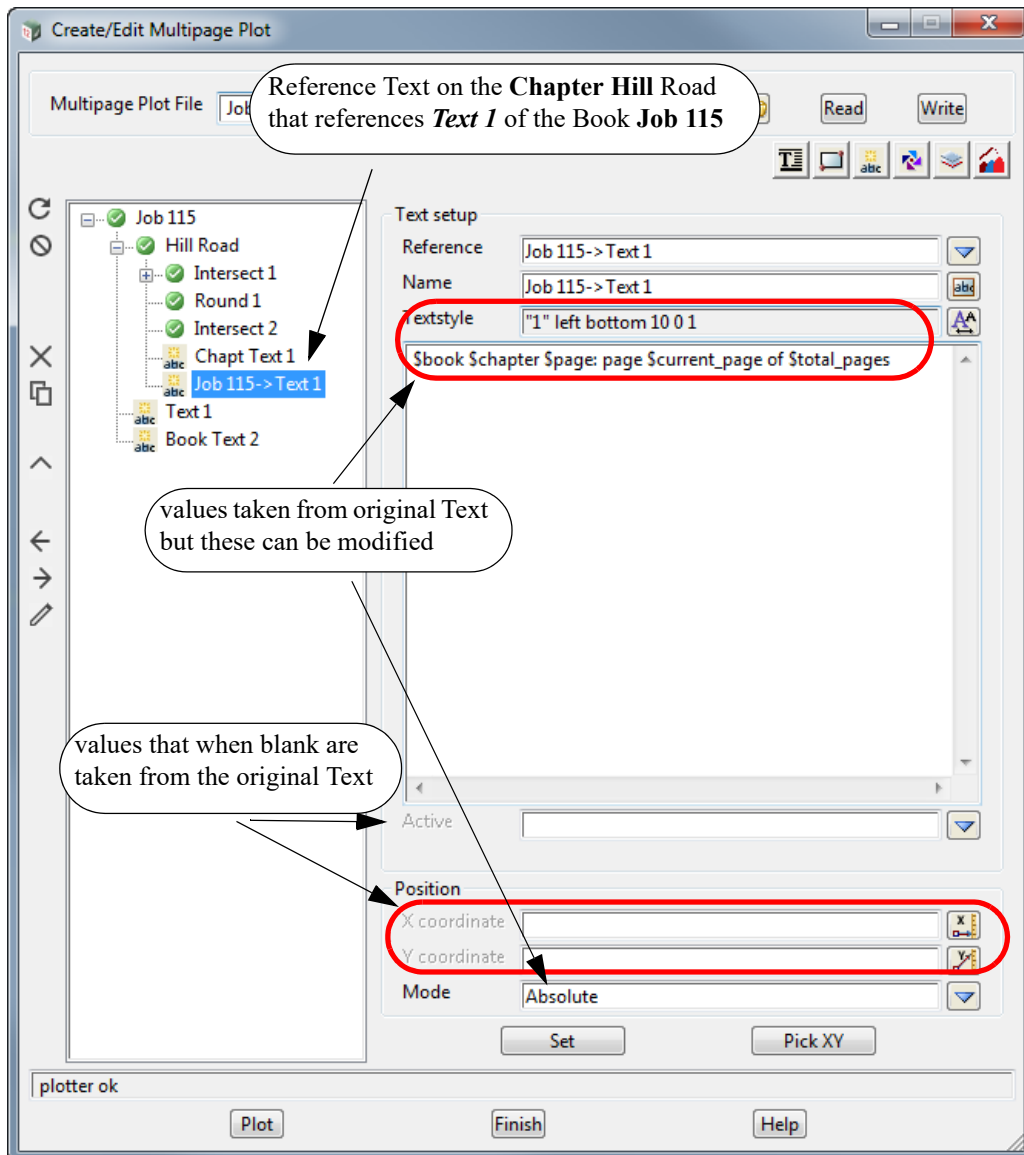 Create/Edit Multipage Plot
Reference Text on the Chapter Hill Road
that references Text 1 of the Book Job 115
Multipage Plot File
Read
Write
Job 115
Hill Road
Intersect 1
Round 1
Intersect 2
Chapt Text 1
Job 115->Text 1
Text 1
Book Text 2
Text setup
Reference
Job 115->Text 1
Name
Job 115->Text 1
Textstyle
"1" left bottom 10 0 1
$book $chapter $page: page $current_page of $total_pages
values taken from original Text
but these can be modified
values that when blank are
taken from the original Text
Active
Position
X coordinate
Y coordinate
Mode
Absolute
Set
Pick XY
plotter ok
Plot
Finish
Help